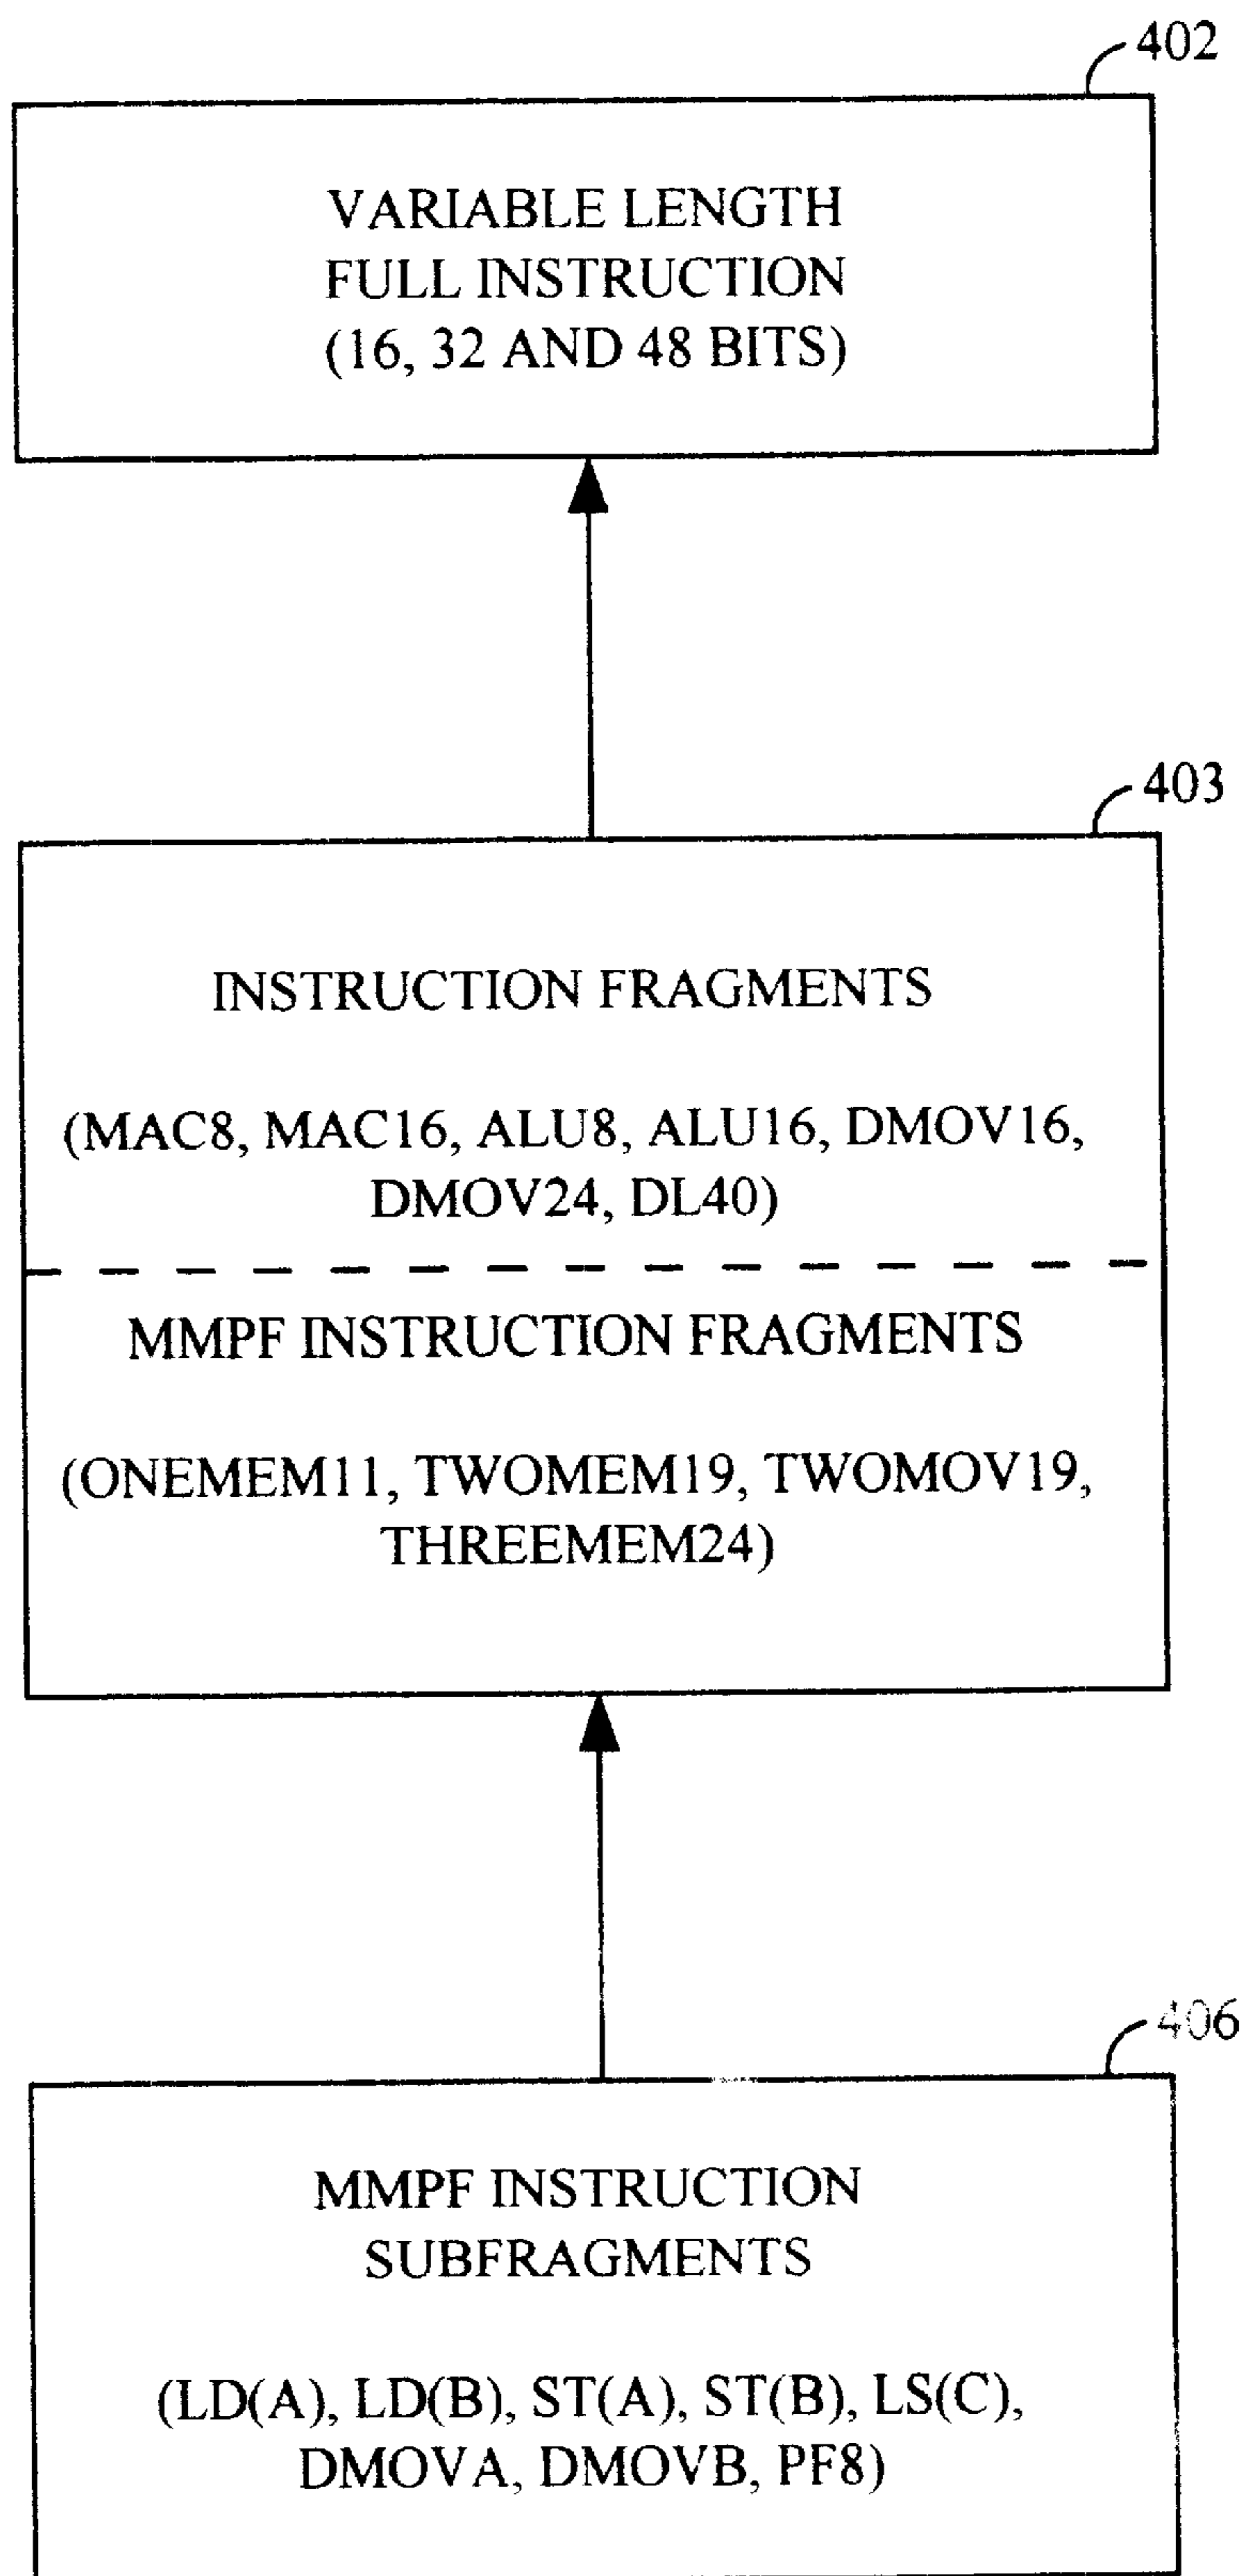 402
VARIABLE LENGTH
FULL INSTRUCTION
(16, 32 AND 48 BITS)
403
INSTRUCTION FRAGMENTS
(MAC8, MAC16, ALU8, ALU16, DMOV16,
DMOV24, DL40)
MMPF INSTRUCTION FRAGMENTS
(ONEMEM11, TWOMEM19, TWOMOV19,
THREEMEM24)
406
MMPF INSTRUCTION
SUBFRAGMENTS
(LD(A), LD(B), ST(A), ST(B), LS(C),
DMOVA, DMOVB, PF8)